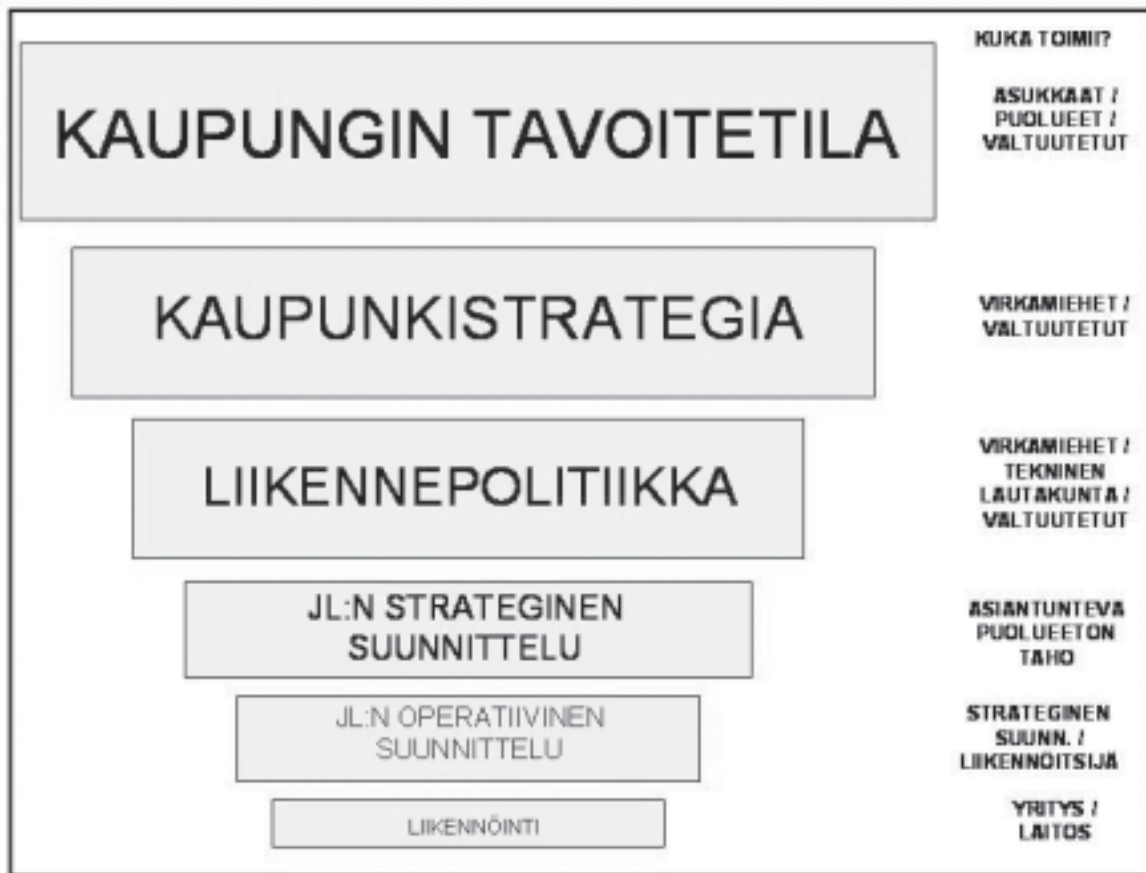 KUKA TOIMII?
KAUPUNGIN TAVOITETILA
ASUKKAAT /
PUOLUEET /
VALTUUTETUT
KAUPUNKISTRATEGIA
VIRKAMIEHET /
VALTUUTETUT
LIIKENNEPOLITIIKKA
VIRKAMIEHET /
TEKNINEN
LAUTAKUNTA /
VALTUUTETUT
JL:N STRATEGINEN
SUUNNITTELU
ASIANTUNTEVA
PUOLUEETON
TAHO
JL:N OPERATIIVINEN
SUUNNITTELU
STRATEGINEN
SUUNN. /
LIIKENNÖITSIJÄ
LIIKENNÖINTI
YRITYS /
LAITOS